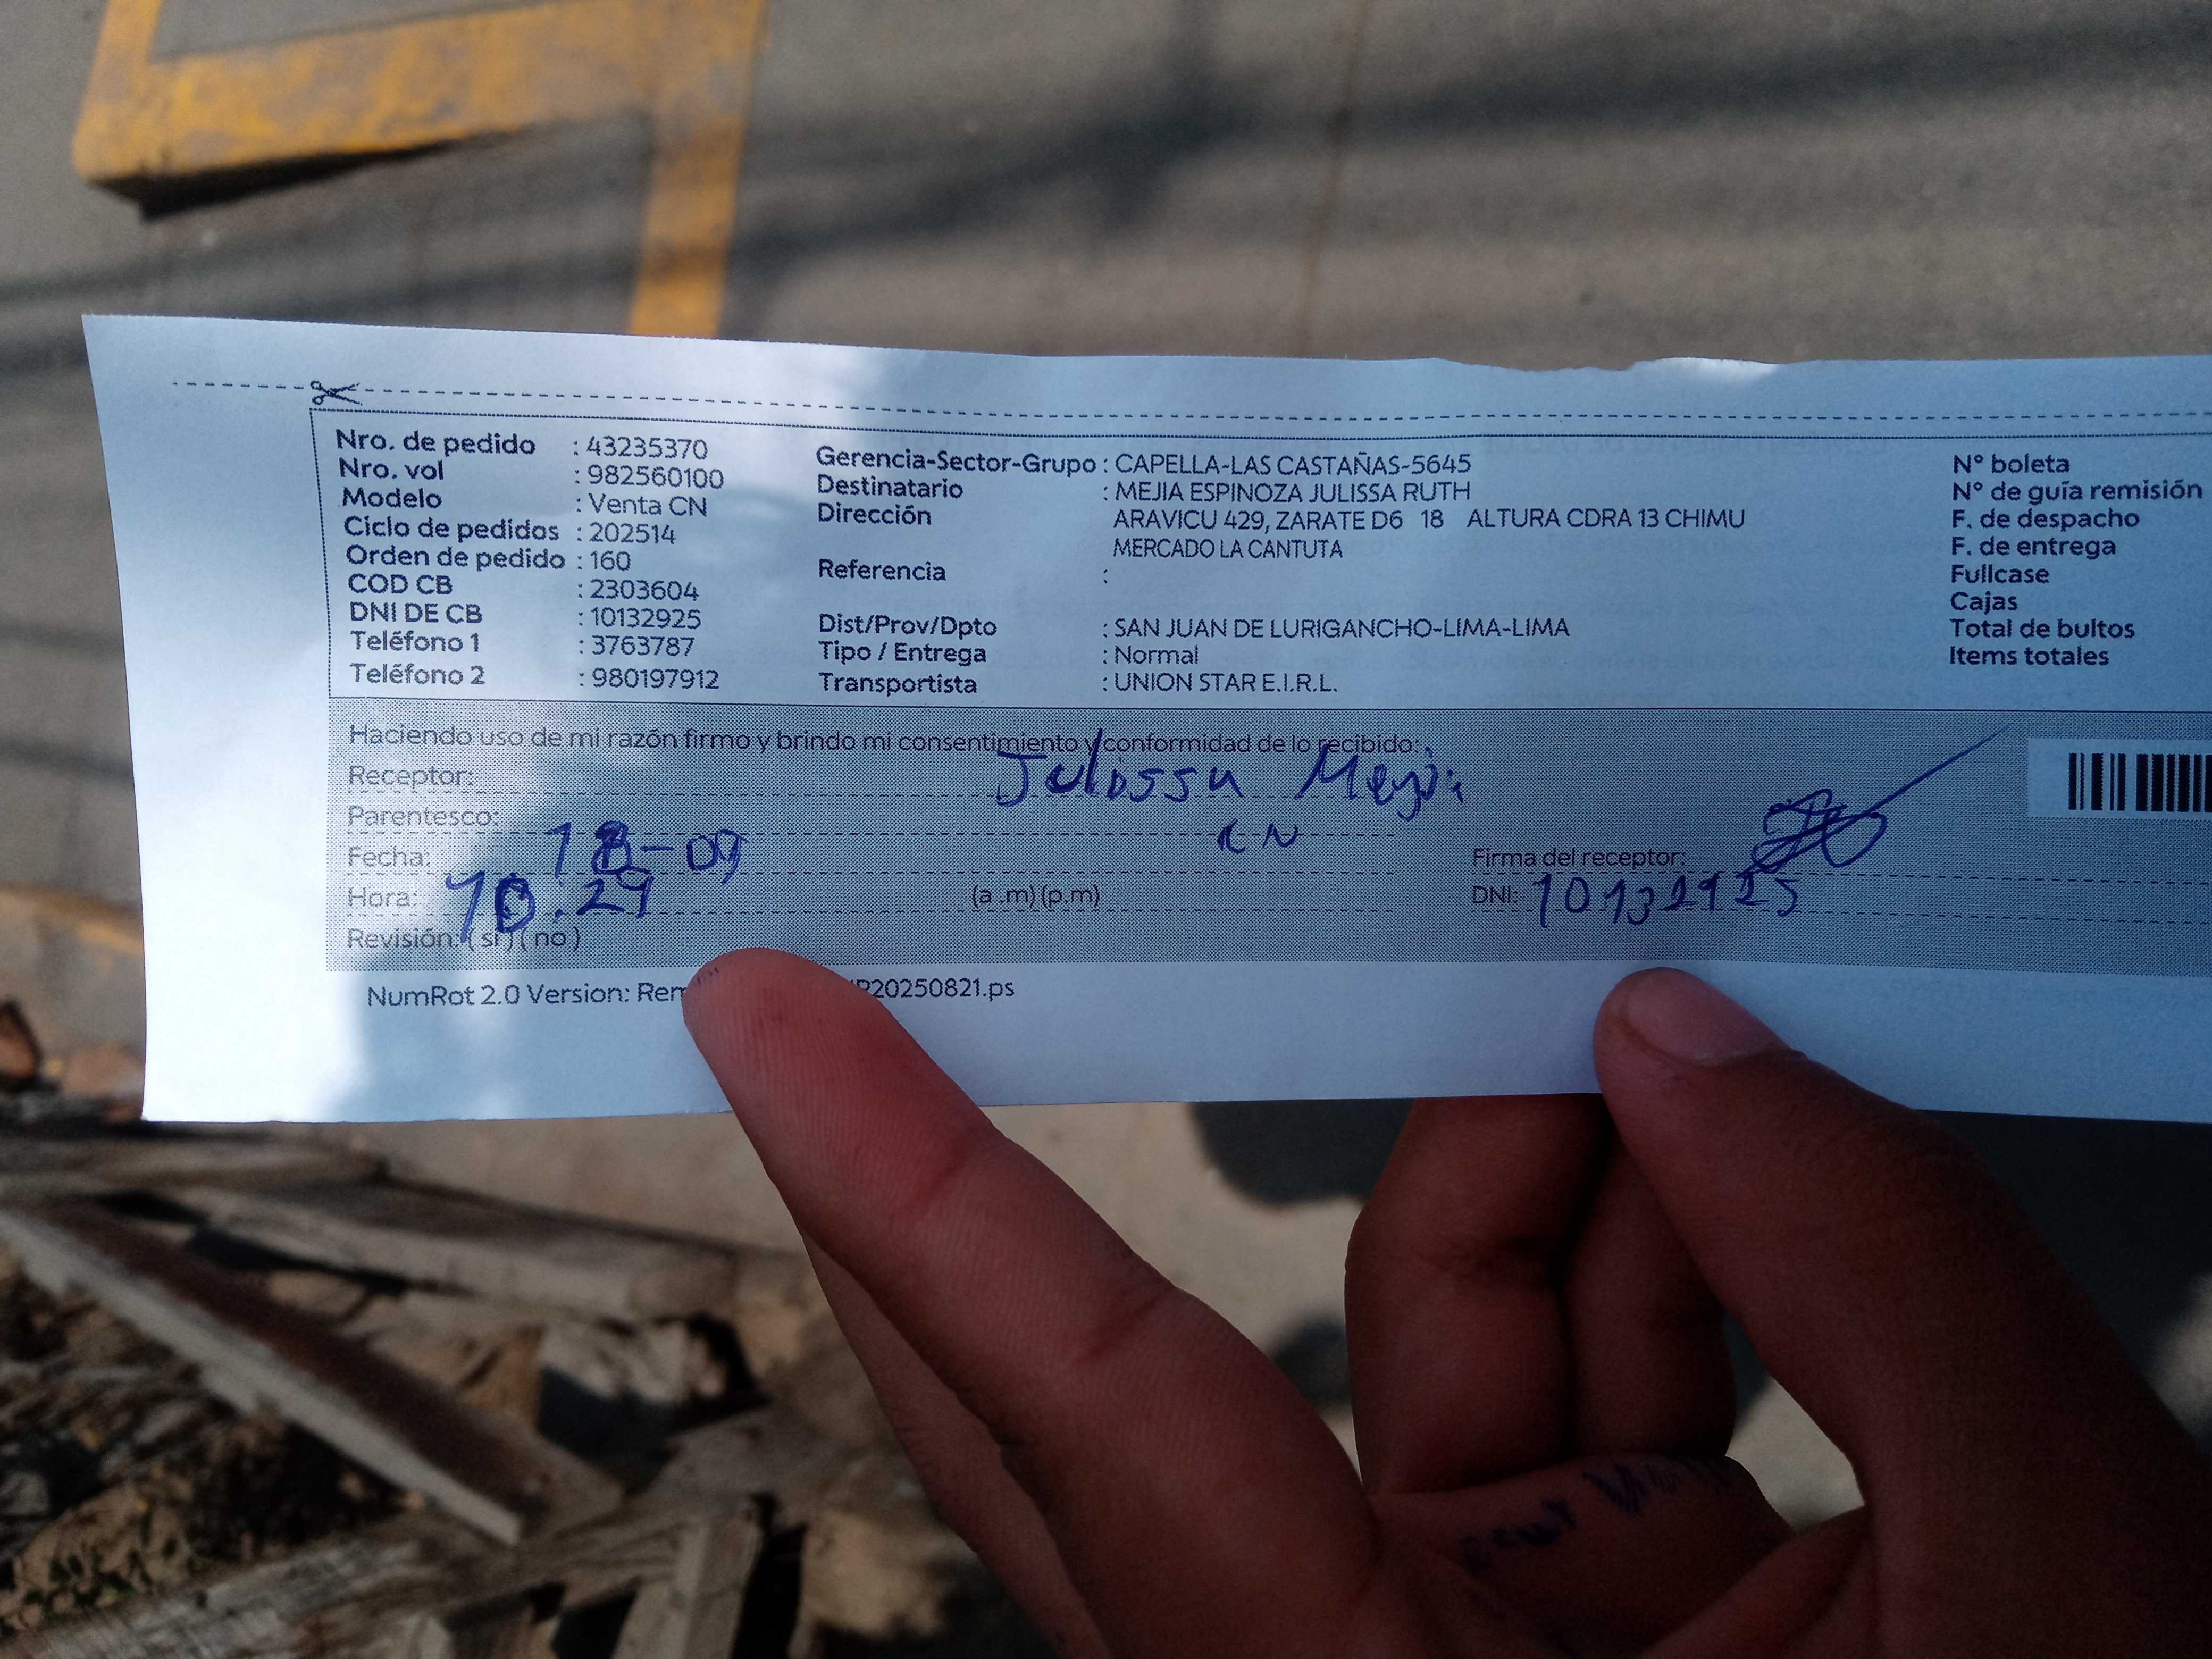 Nro. de pedido : 43235370
Nro. vol : 982560100
Modelo : Venta CN
Ciclo de pedidos : 202514
Orden de pedido : 160
COD CB : 2303604
DNI DE CB : 10132925
Teléfono 1 : 3763787
Teléfono 2 : 980197912
Gerencia-Sector-Grupo : CAPELLA-LAS CASTAÑAS-5645
Destinatario : MEJIA ESPINOZA JULISSA RUTH
Dirección ARAVICU 429, ZARATE D6 18 ALTURA CDRA 13 CHIMU
MERCADO LA CANTUTA
Referencia :
Dist/Prov/Dpto : SAN JUAN DE LURIGANCHO-LIMA-LIMA
Tipo / Entrega : Normal
Transportista : UNION STAR E.I.R.L.
N° boleta
N° de guía remisión
F. de despacho
F. de entrega
Fullcase
Cajas
Total de bultos
Items totales
Haciendo uso de mi razón firmo y brindo mi consentimiento y conformidad de lo recibido:
Receptor: Julissa Meji
Parentesco:
Fecha: -09
Hora: 10:29 (a .m) (p.m)
Revisión: ( si ) ( no )
Firma del receptor:
DNI: 10132925
NumRot 2.0 Version: 20250821.ps